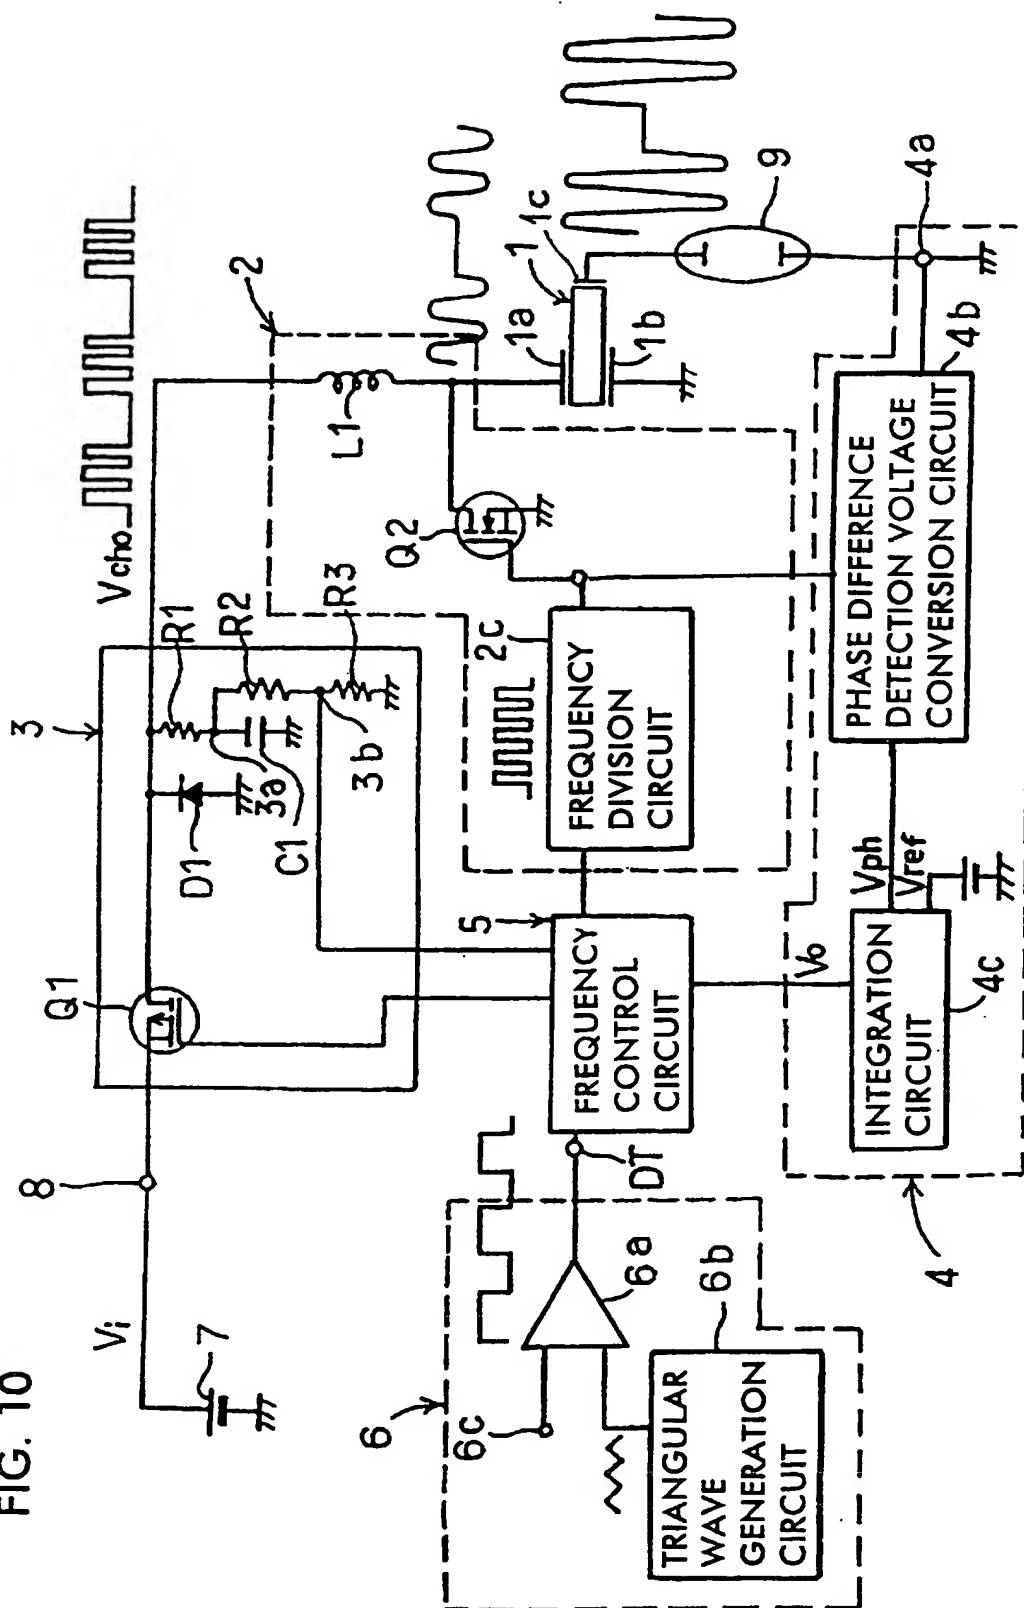 FIG. 10
Vi
7
8
3
Q1
D1
C1
3a
3b
R1
R2
R3
Vcho
2
L1
Q2
1a
1
1c
1b
9
4a
6
6c
6a
6b
TRIANGULAR
WAVE
GENERATION
CIRCUIT
DT
5
FREQUENCY
CONTROL
CIRCUIT
2c
FREQUENCY
DIVISION
CIRCUIT
4
Vo
INTEGRATION
CIRCUIT
4c
Vph
Vref
PHASE DIFFERENCE
DETECTION VOLTAGE
CONVERSION CIRCUIT
4b